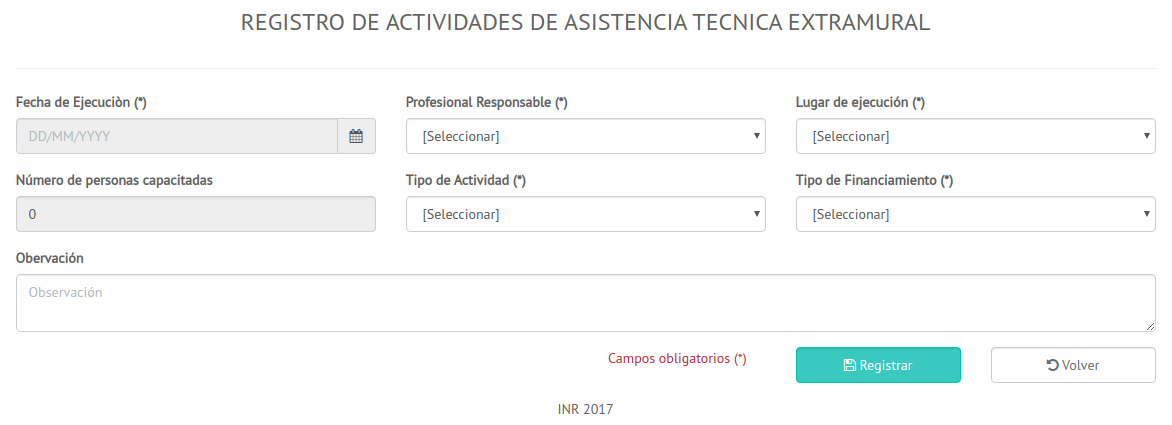 REGISTRO DE ACTIVIDADES DE ASISTENCIA TECNICA EXTRAMURAL
Fecha de Ejecuciòn (*)
Profesional Responsable (*)
Lugar de ejecución (*)
DD/MM/YYYY
[Seleccionar]
[Seleccionar]
Número de personas capacitadas
Tipo de Actividad (*)
Tipo de Financiamiento (*)
0
[Seleccionar]
[Seleccionar]
Obervación
Observación
Campos obligatorios (*)
Registrar
Volver
INR 2017